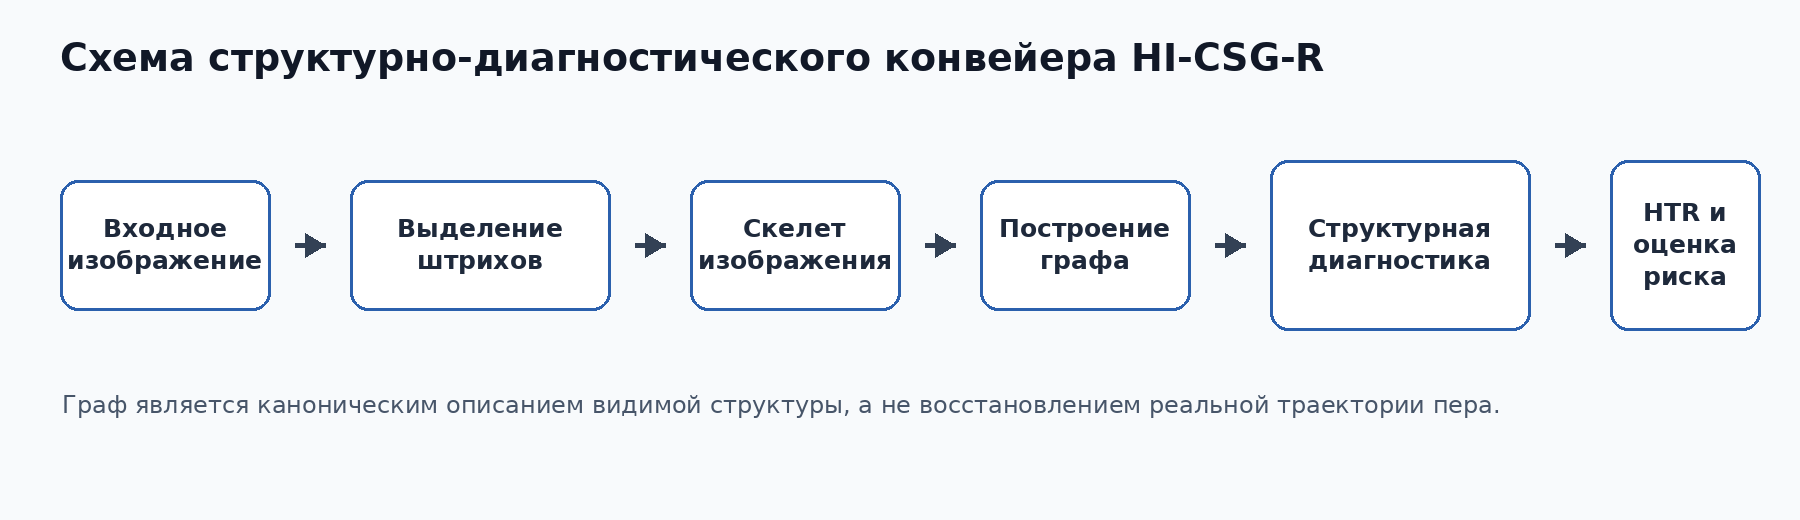 Схема структурно-диагностического конвейера HI-CSG-R
Входное
изображение
Выделение
штрихов
Скелет
изображения
Построение
графа
Структурная
диагностика
HTR и
оценка
риска
Граф является каноническим описанием видимой структуры, а не восстановлением реальной траектории пера.